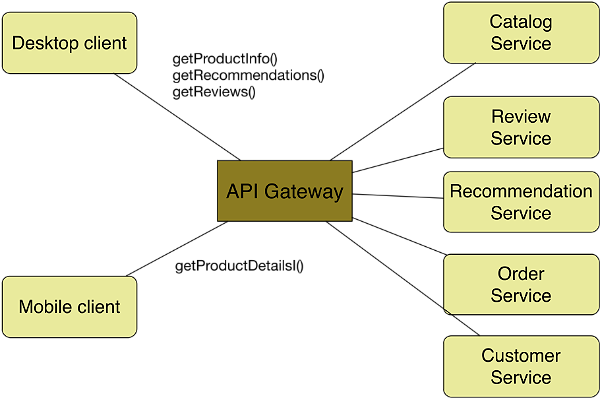 Desktop client
getProductInfo()
getRecommendations()
getReviews()
Catalog
Service
Review
Service
API Gateway
Recommendation
Service
getProductDetailsI()
Order
Service
Mobile client
Customer
Service